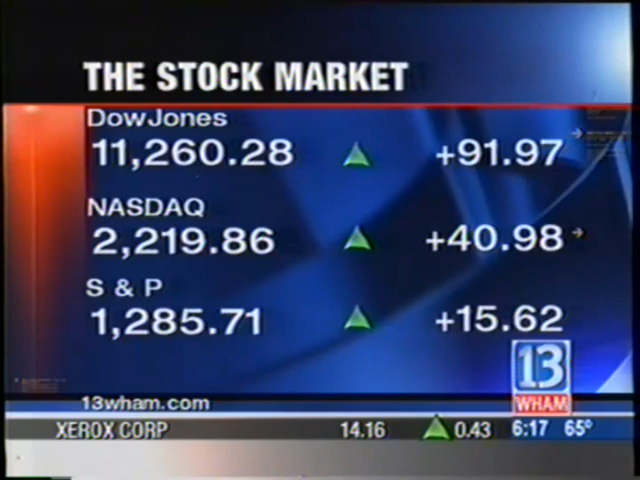 THE STOCK MARKET
DowJones
11,260.28 +91.97
NASDAQ
2,219.86 +40.98
S & P
1,285.71 +15.62
13
WHAM
13wham.com
XEROX CORP 14.16 0.43 6:17 65°